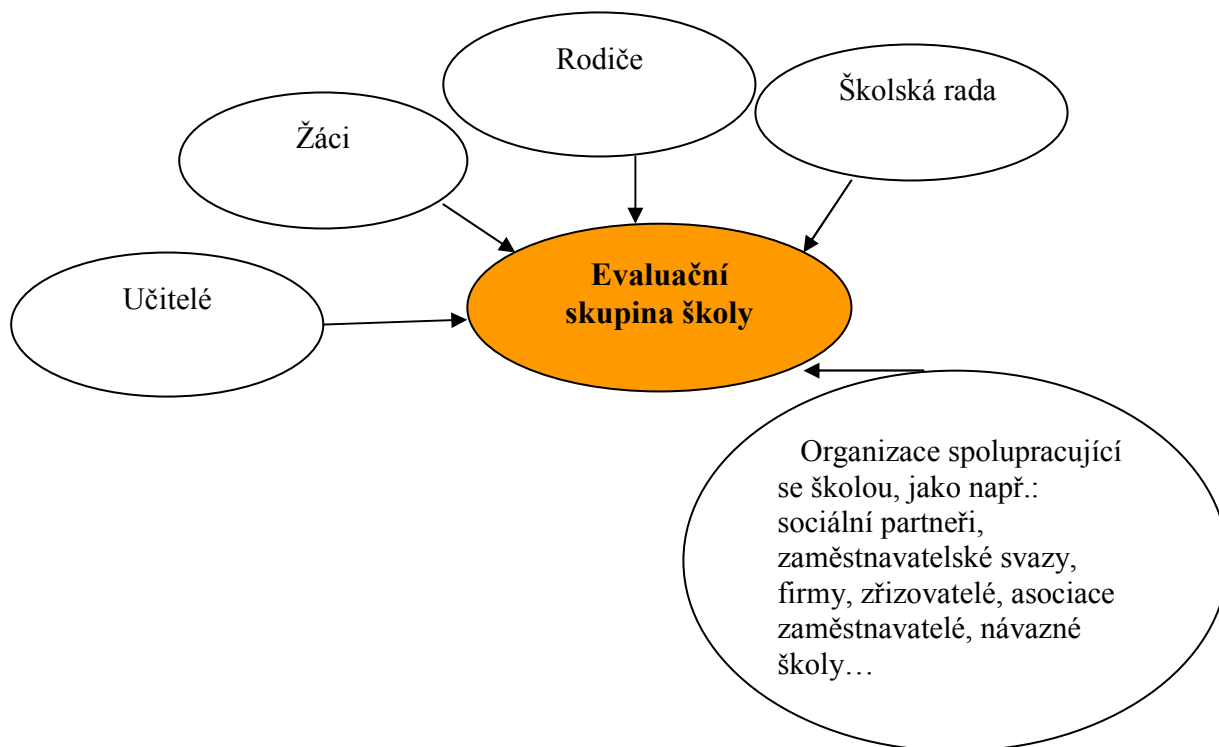 Rodiče
Školská rada
Žáci
Učitelé
Evaluační
skupina školy
Organizace spolupracující
se školou, jako např.:
sociální partneři,
zaměstnavatelské svazy,
firmy, zřizovatelé, asociace
zaměstnavatelé, návazné
školy…